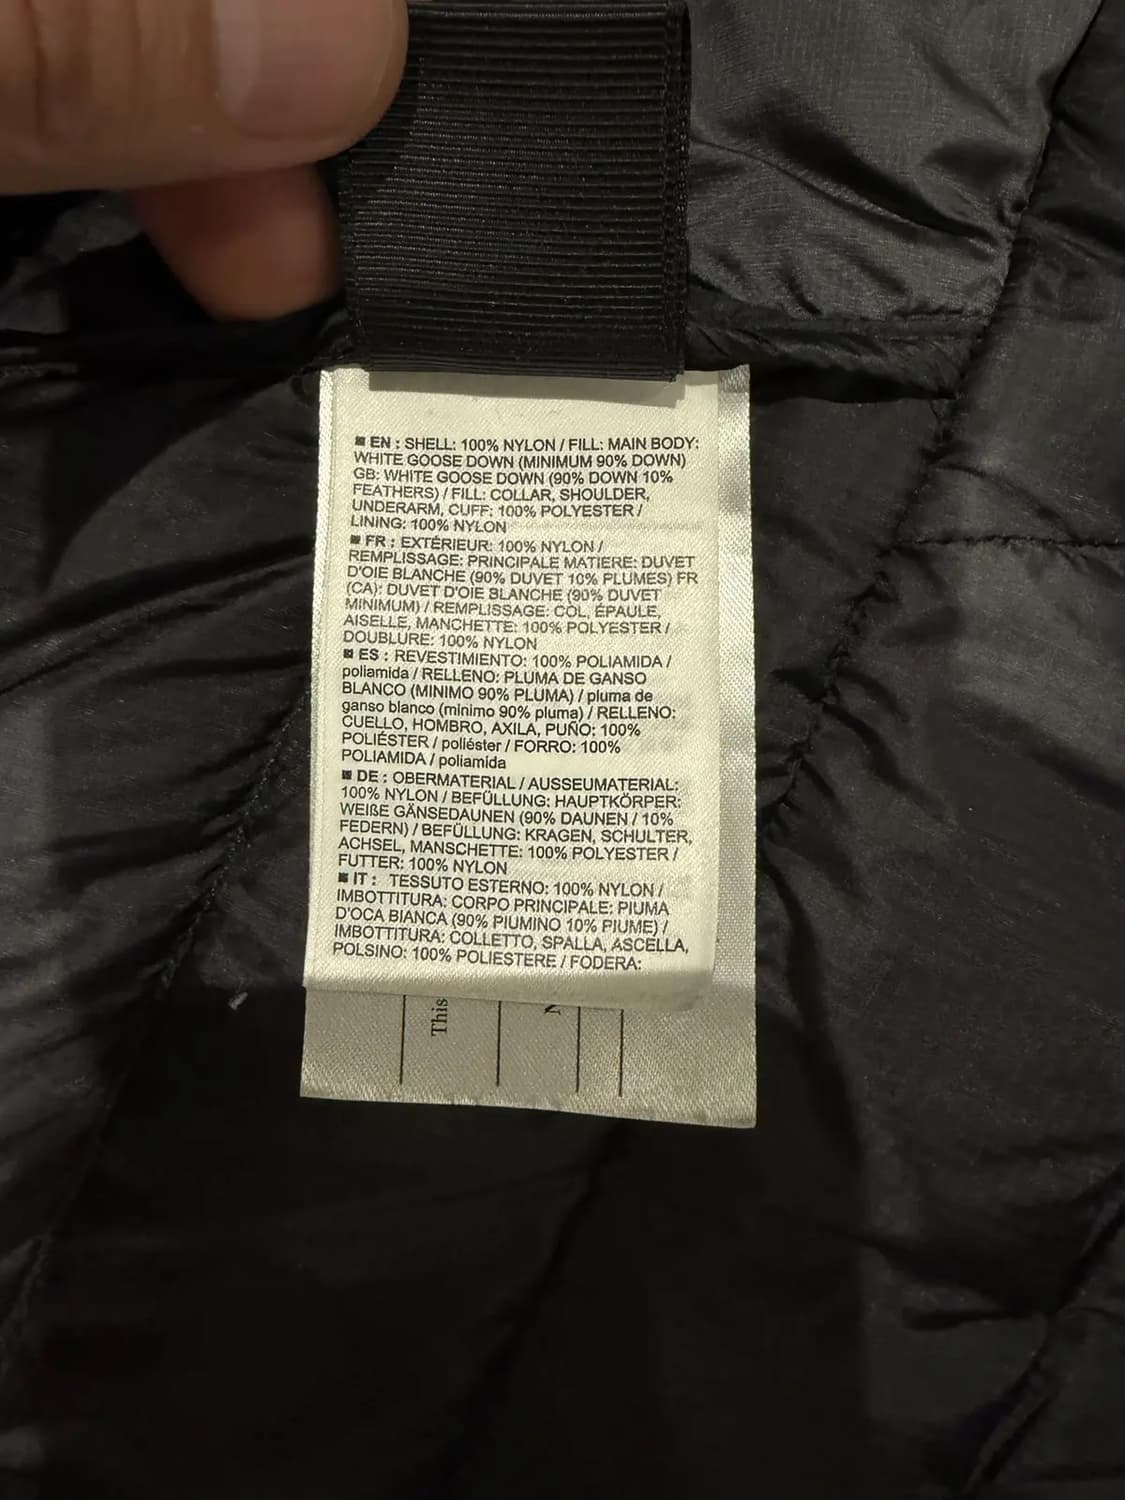 EN : SHELL: 100% NYLON / FILL: MAIN BODY:
WHITE GOOSE DOWN (MINIMUM 90% DOWN)
GB: WHITE GOOSE DOWN (90% DOWN 10%
FEATHERS) / FILL: COLLAR, SHOULDER,
UNDERARM, CUFF: 100% POLYESTER /
LINING: 100% NYLON
FR : EXTÉRIEUR: 100% NYLON /
REMPLISSAGE: PRINCIPALE MATIERE: DUVET
D'OIE BLANCHE (90% DUVET 10% PLUMES) FR
(CA): DUVET D'OIE BLANCHE (90% DUVET
MINIMUM) / REMPLISSAGE: COL, ÉPAULE,
AISELLE, MANCHETTE: 100% POLYESTER /
DOUBLURE: 100% NYLON
ES : REVESTIMIENTO: 100% POLIAMIDA /
poliamida / RELLENO: PLUMA DE GANSO
BLANCO (MINIMO 90% PLUMA) / pluma de
ganso blanco (minimo 90% pluma) / RELLENO:
CUELLO, HOMBRO, AXILA, PUÑO: 100%
POLIÉSTER / poliéster / FORRO: 100%
POLIAMIDA / poliamida
DE : OBERMATERIAL / AUSSEUMATERIAL:
100% NYLON / BEFÜLLUNG: HAUPTKÖRPER:
WEIßE GÄNSEDAUNEN (90% DAUNEN / 10%
FEDERN) / BEFÜLLUNG: KRAGEN, SCHULTER,
ACHSEL, MANSCHETTE: 100% POLYESTER /
FUTTER: 100% NYLON
IT : TESSUTO ESTERNO: 100% NYLON /
IMBOTTITURA: CORPO PRINCIPALE: PIUMA
D'OCA BIANCA (90% PIUMINO 10% PIUME) /
IMBOTTITURA: COLLETTO, SPALLA, ASCELLA,
POLSINO: 100% POLIESTERE / FODERA:
This